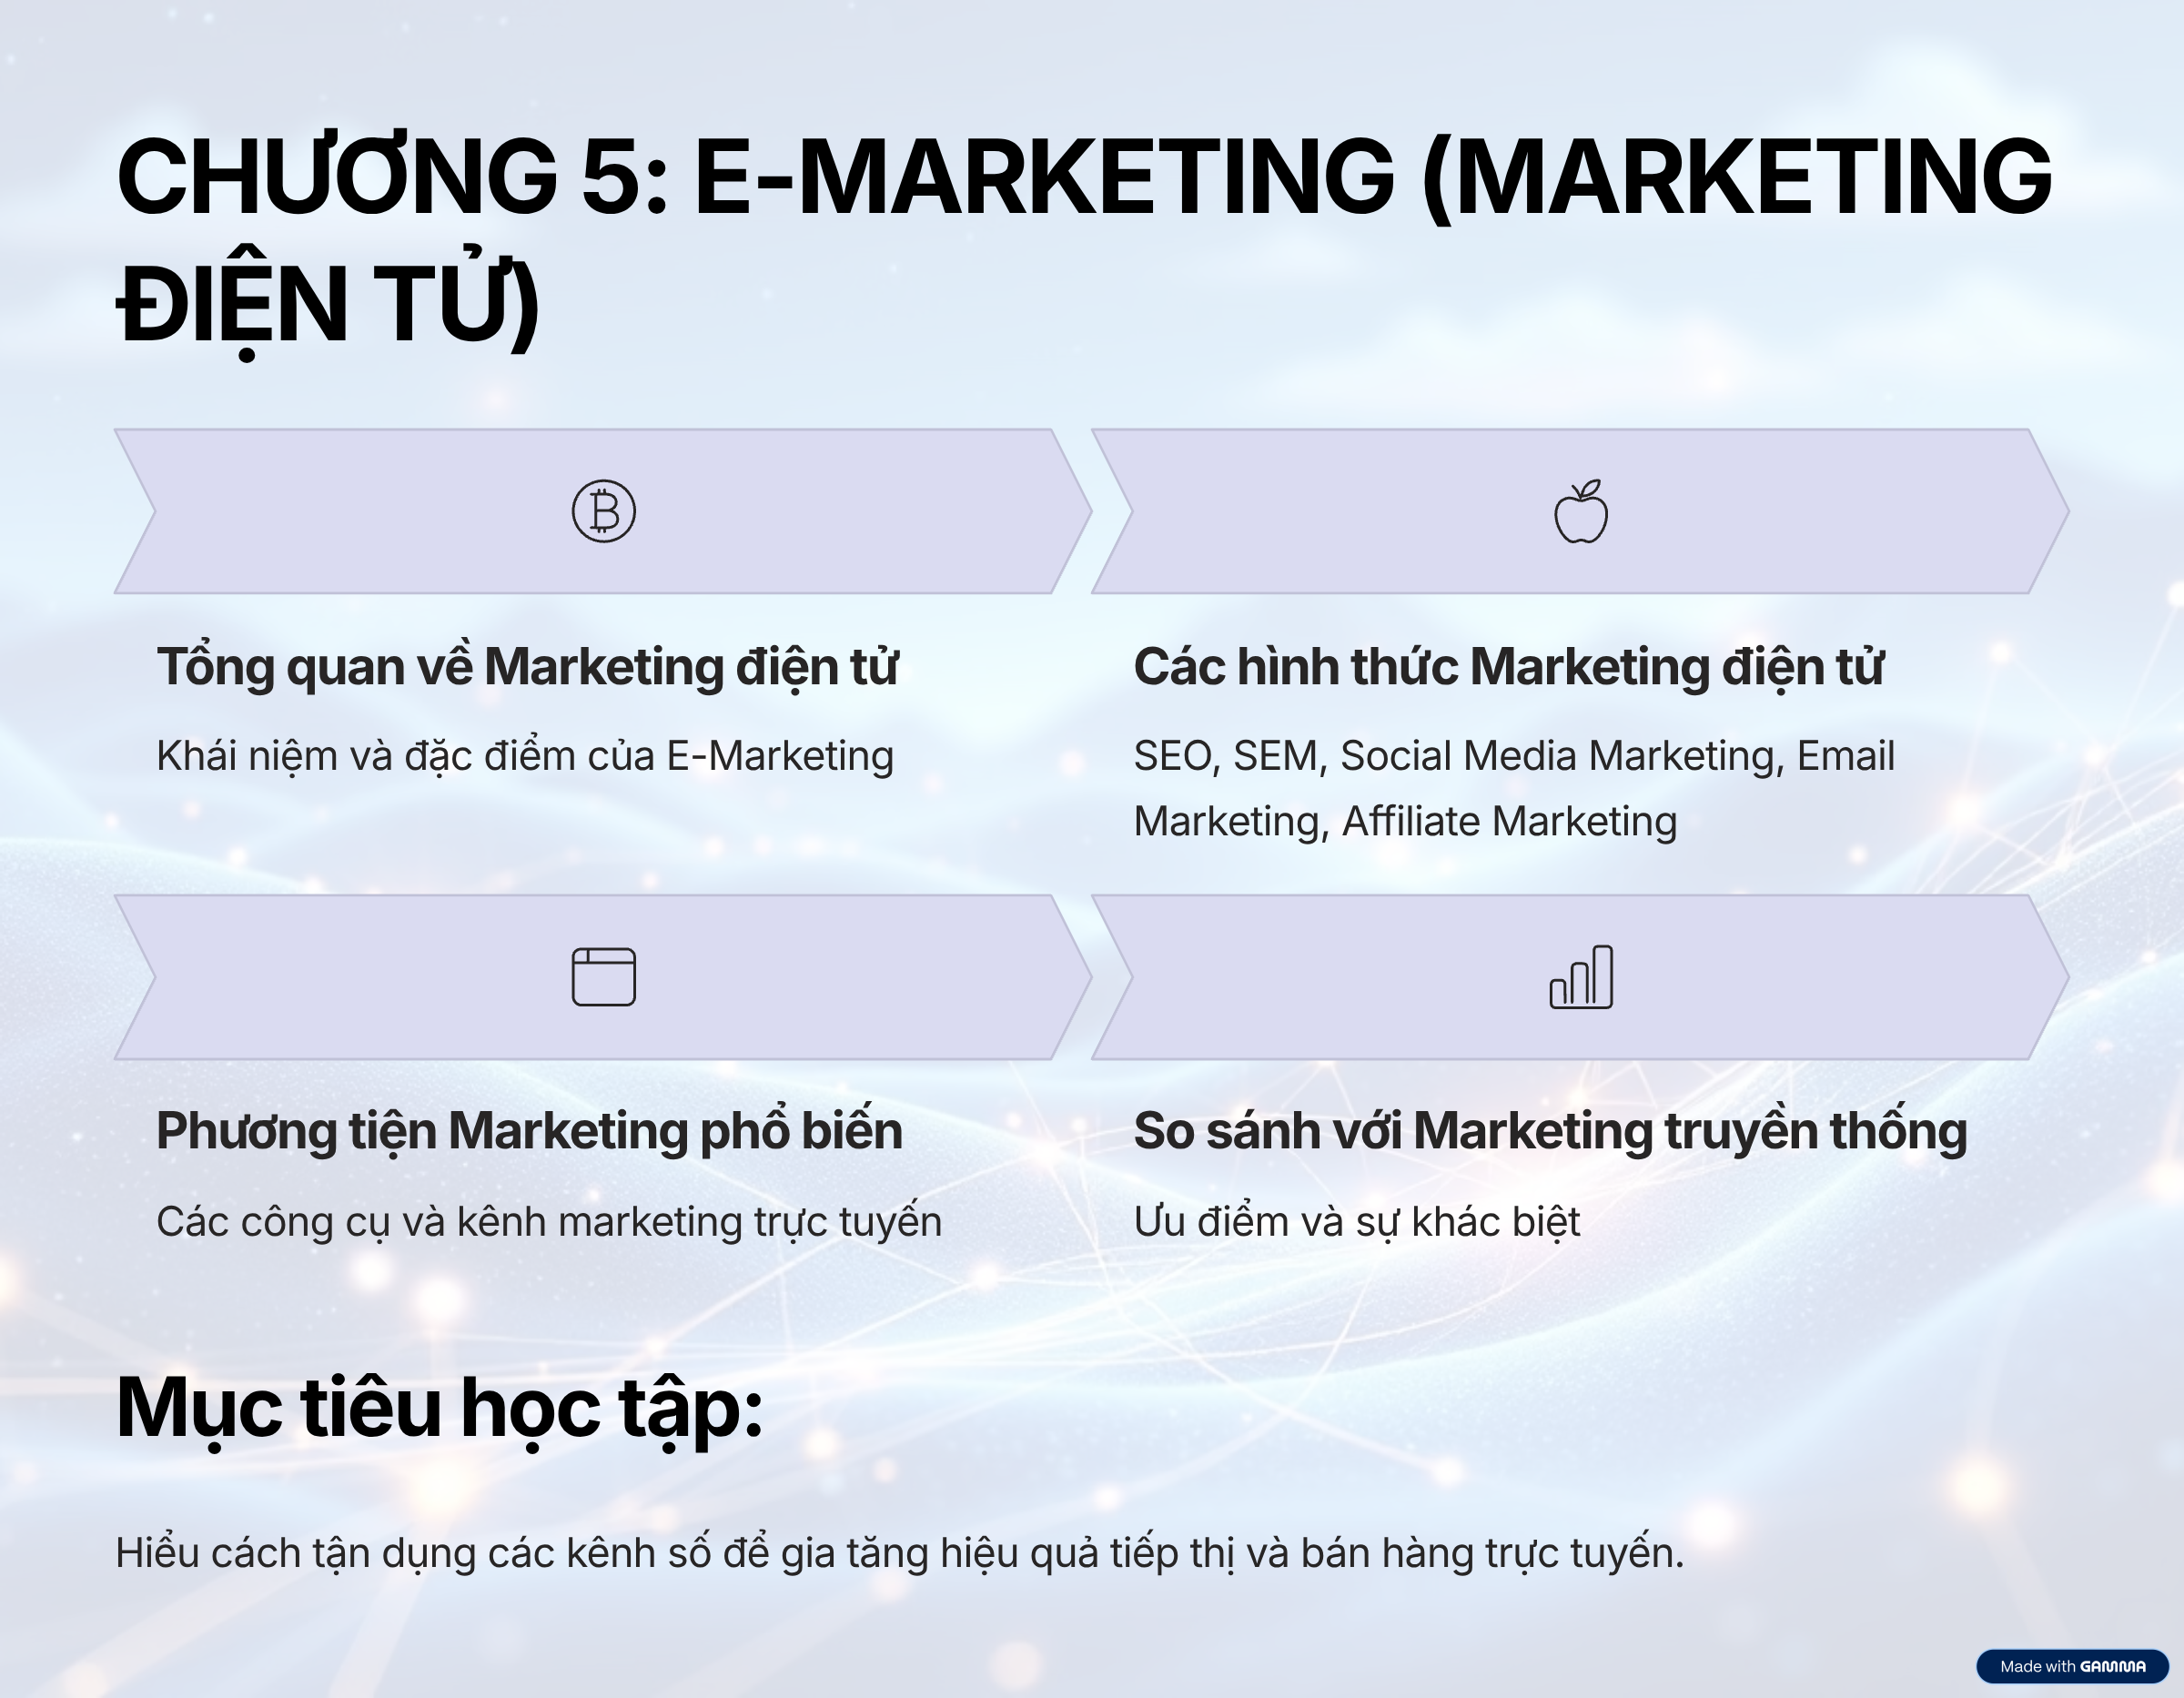 CHƯƠNG 5: E-MARKETING (MARKETING
ĐIỆN TỬ)
Tổng quan về Marketing điện tử
Khái niệm và đặc điểm của E-Marketing
Các hình thức Marketing điện tử
SEO, SEM, Social Media Marketing, Email
Marketing, Affiliate Marketing
Phương tiện Marketing phổ biến
Các công cụ và kênh marketing trực tuyến
So sánh với Marketing truyền thống
Ưu điểm và sự khác biệt
Mục tiêu học tập:
Hiểu cách tận dụng các kênh số để gia tăng hiệu quả tiếp thị và bán hàng trực tuyến.
Made with GAMMA